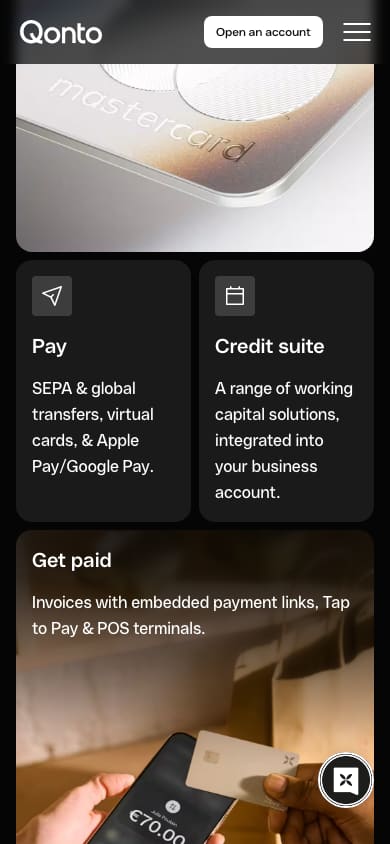 Qonto
Open an account
mastercard
Pay
Credit suite
SEPA & global
transfers, virtual
cards, & Apple
Pay/Google Pay.
A range of working
capital solutions,
integrated into
your business
account.
Get paid
Invoices with embedded payment links, Tap
to Pay & POS terminals.
€70.00